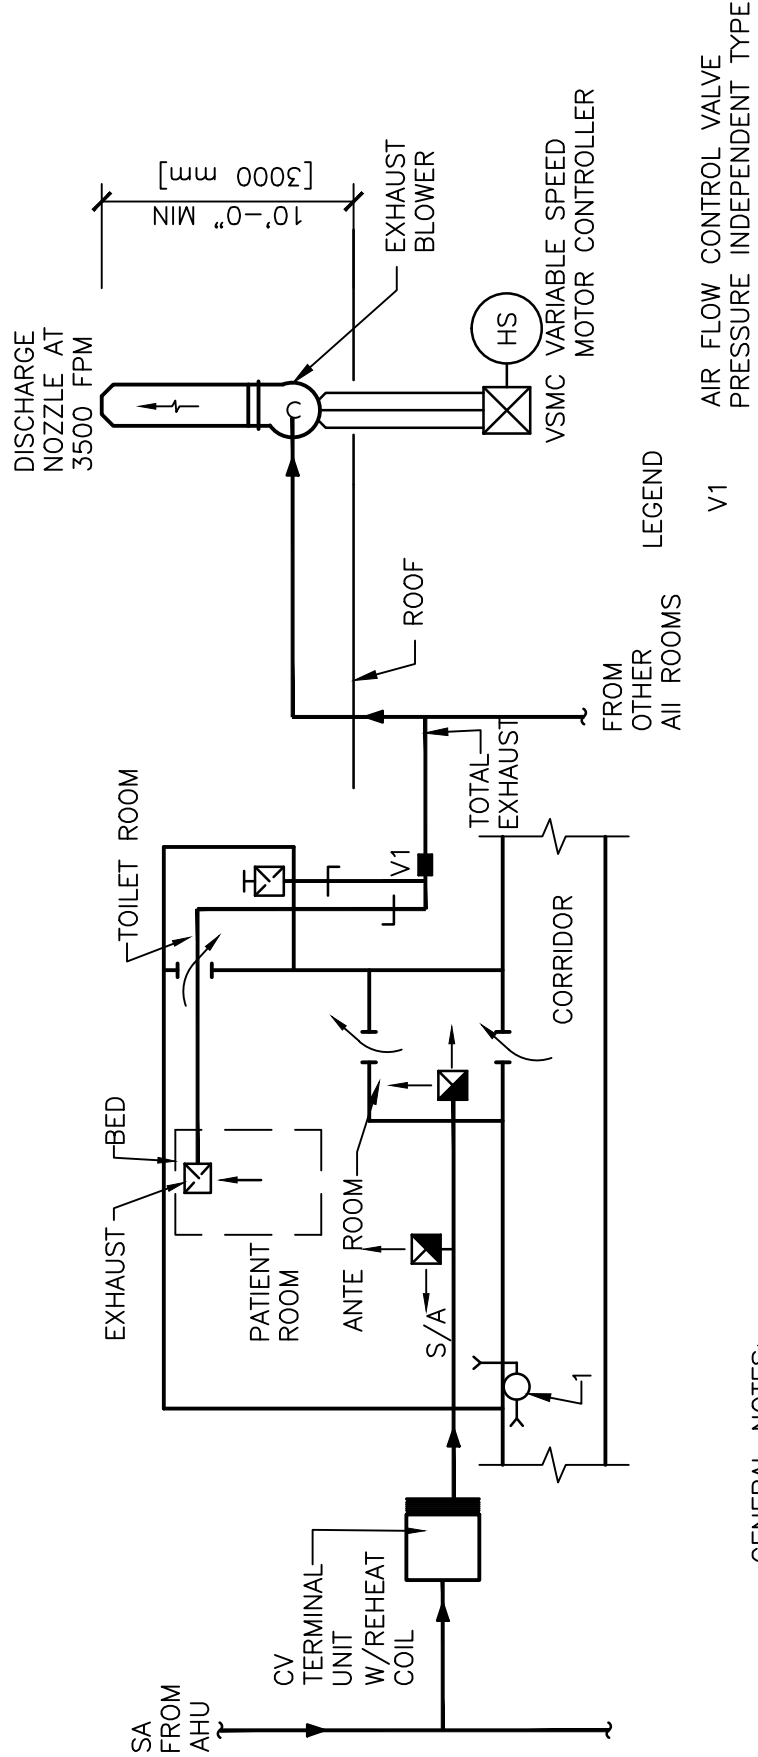 SA
FROM
AHU
CV
TERMINAL
UNIT
W/REHEAT
COIL
EXHAUST
BED
TOILET ROOM
PATIENT
ROOM
ANTE ROOM
S/A
1
CORRIDOR
V1
TOTAL
EXHAUST
ROOF
FROM
OTHER
AII ROOMS
DISCHARGE
NOZZLE AT
3500 FPM
10'-0" MIN
[3000 mm]
EXHAUST
BLOWER
C
HS
VSMC VARIABLE SPEED
MOTOR CONTROLLER
LEGEND
V1 AIR FLOW CONTROL VALVE
PRESSURE INDEPENDENT TYPE
GENERAL NOTES: